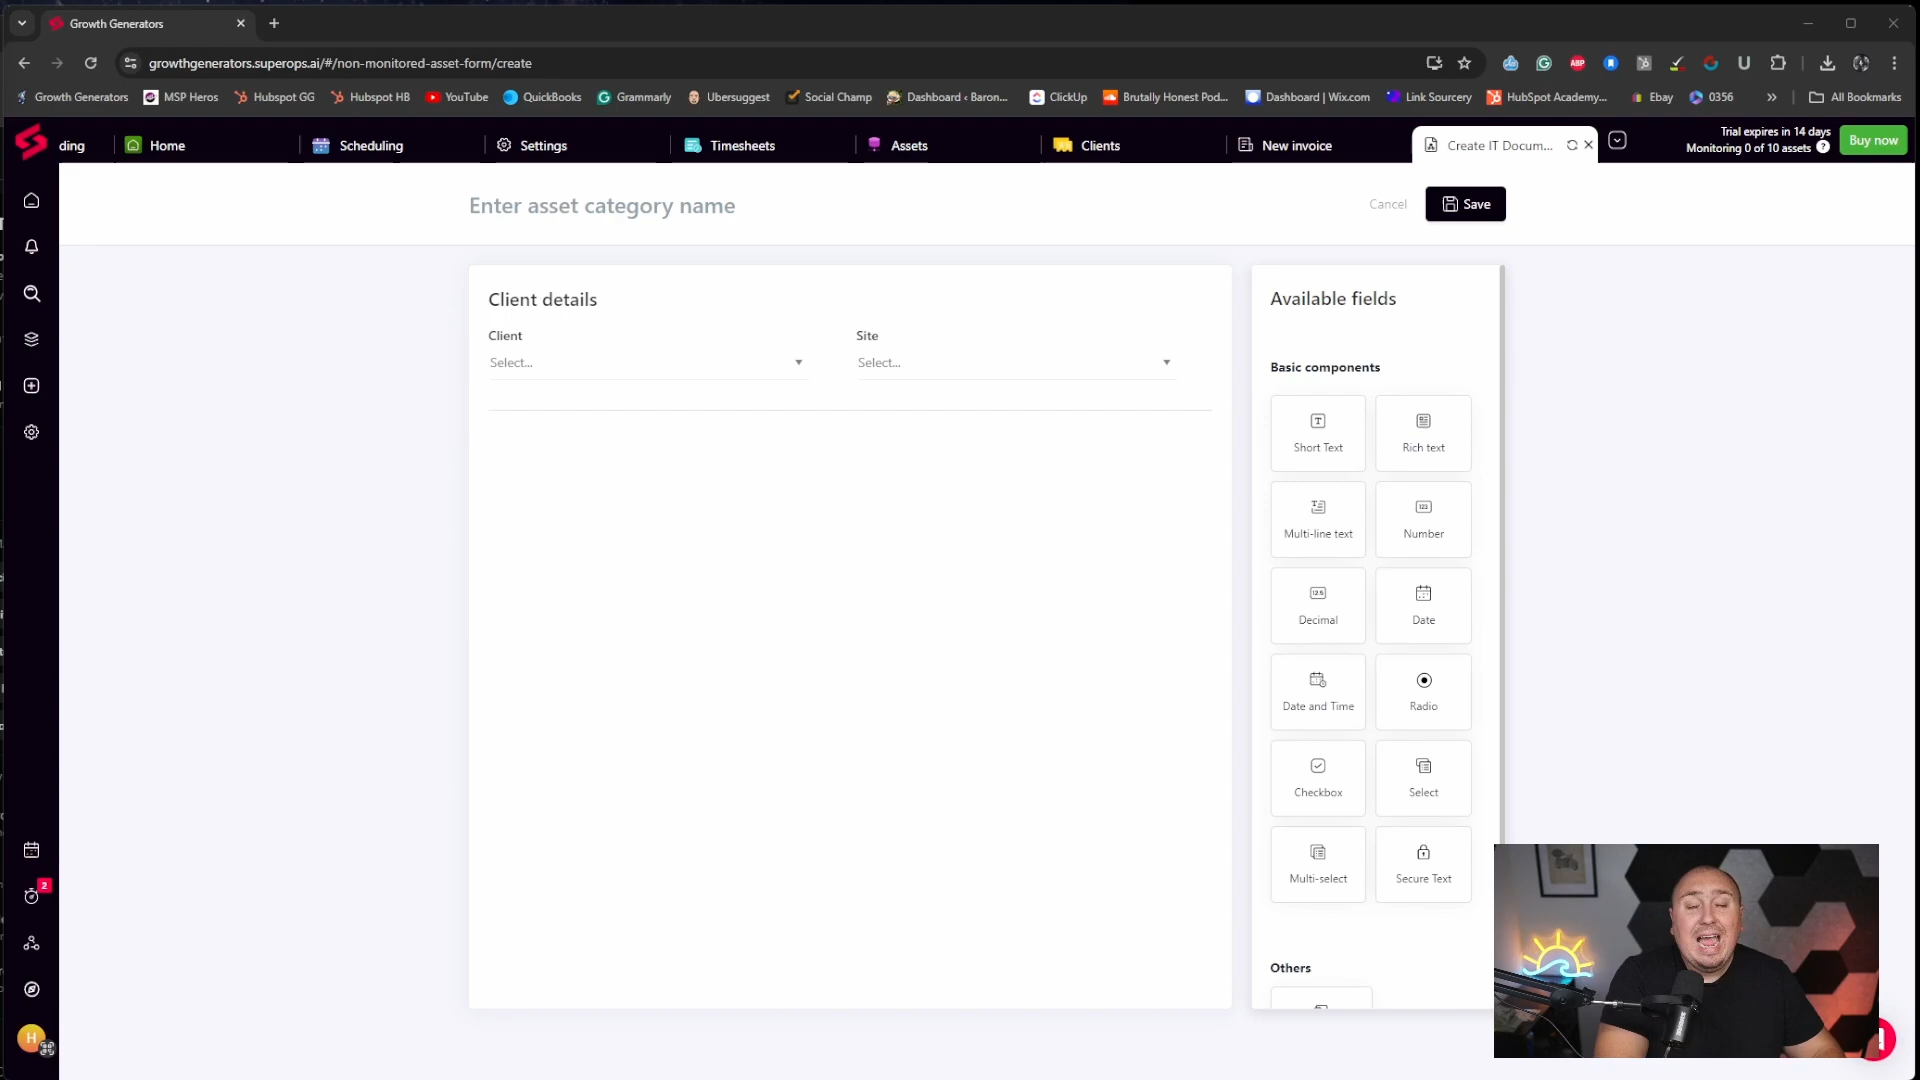 Growth Generators
growthgenerators.superops.ai/#/non-monitored-asset-form/create
ABP
Growth Generators
MSP Heros
Hubspot GG
Hubspot HB
YouTube
QuickBooks
Grammarly
Ubersuggest
Social Champ
Dashboard ‹ Baron...
ClickUp
Brutally Honest Pod...
Dashboard | Wix.com
Link Sourcery
HubSpot Academy...
Ebay
0356
All Bookmarks
ding
Home
Scheduling
Settings
Timesheets
Assets
Clients
New invoice
Create IT Docum...
Trial expires in 14 days
Monitoring 0 of 10 assets
Buy now
Enter asset category name
Cancel
Save
Client details
Client
Site
Select...
Select...
Available fields
Basic components
Short Text
Rich text
Multi-line text
Number
Decimal
Date
Date and Time
Radio
Checkbox
Select
Multi-select
Secure Text
Others
2
H